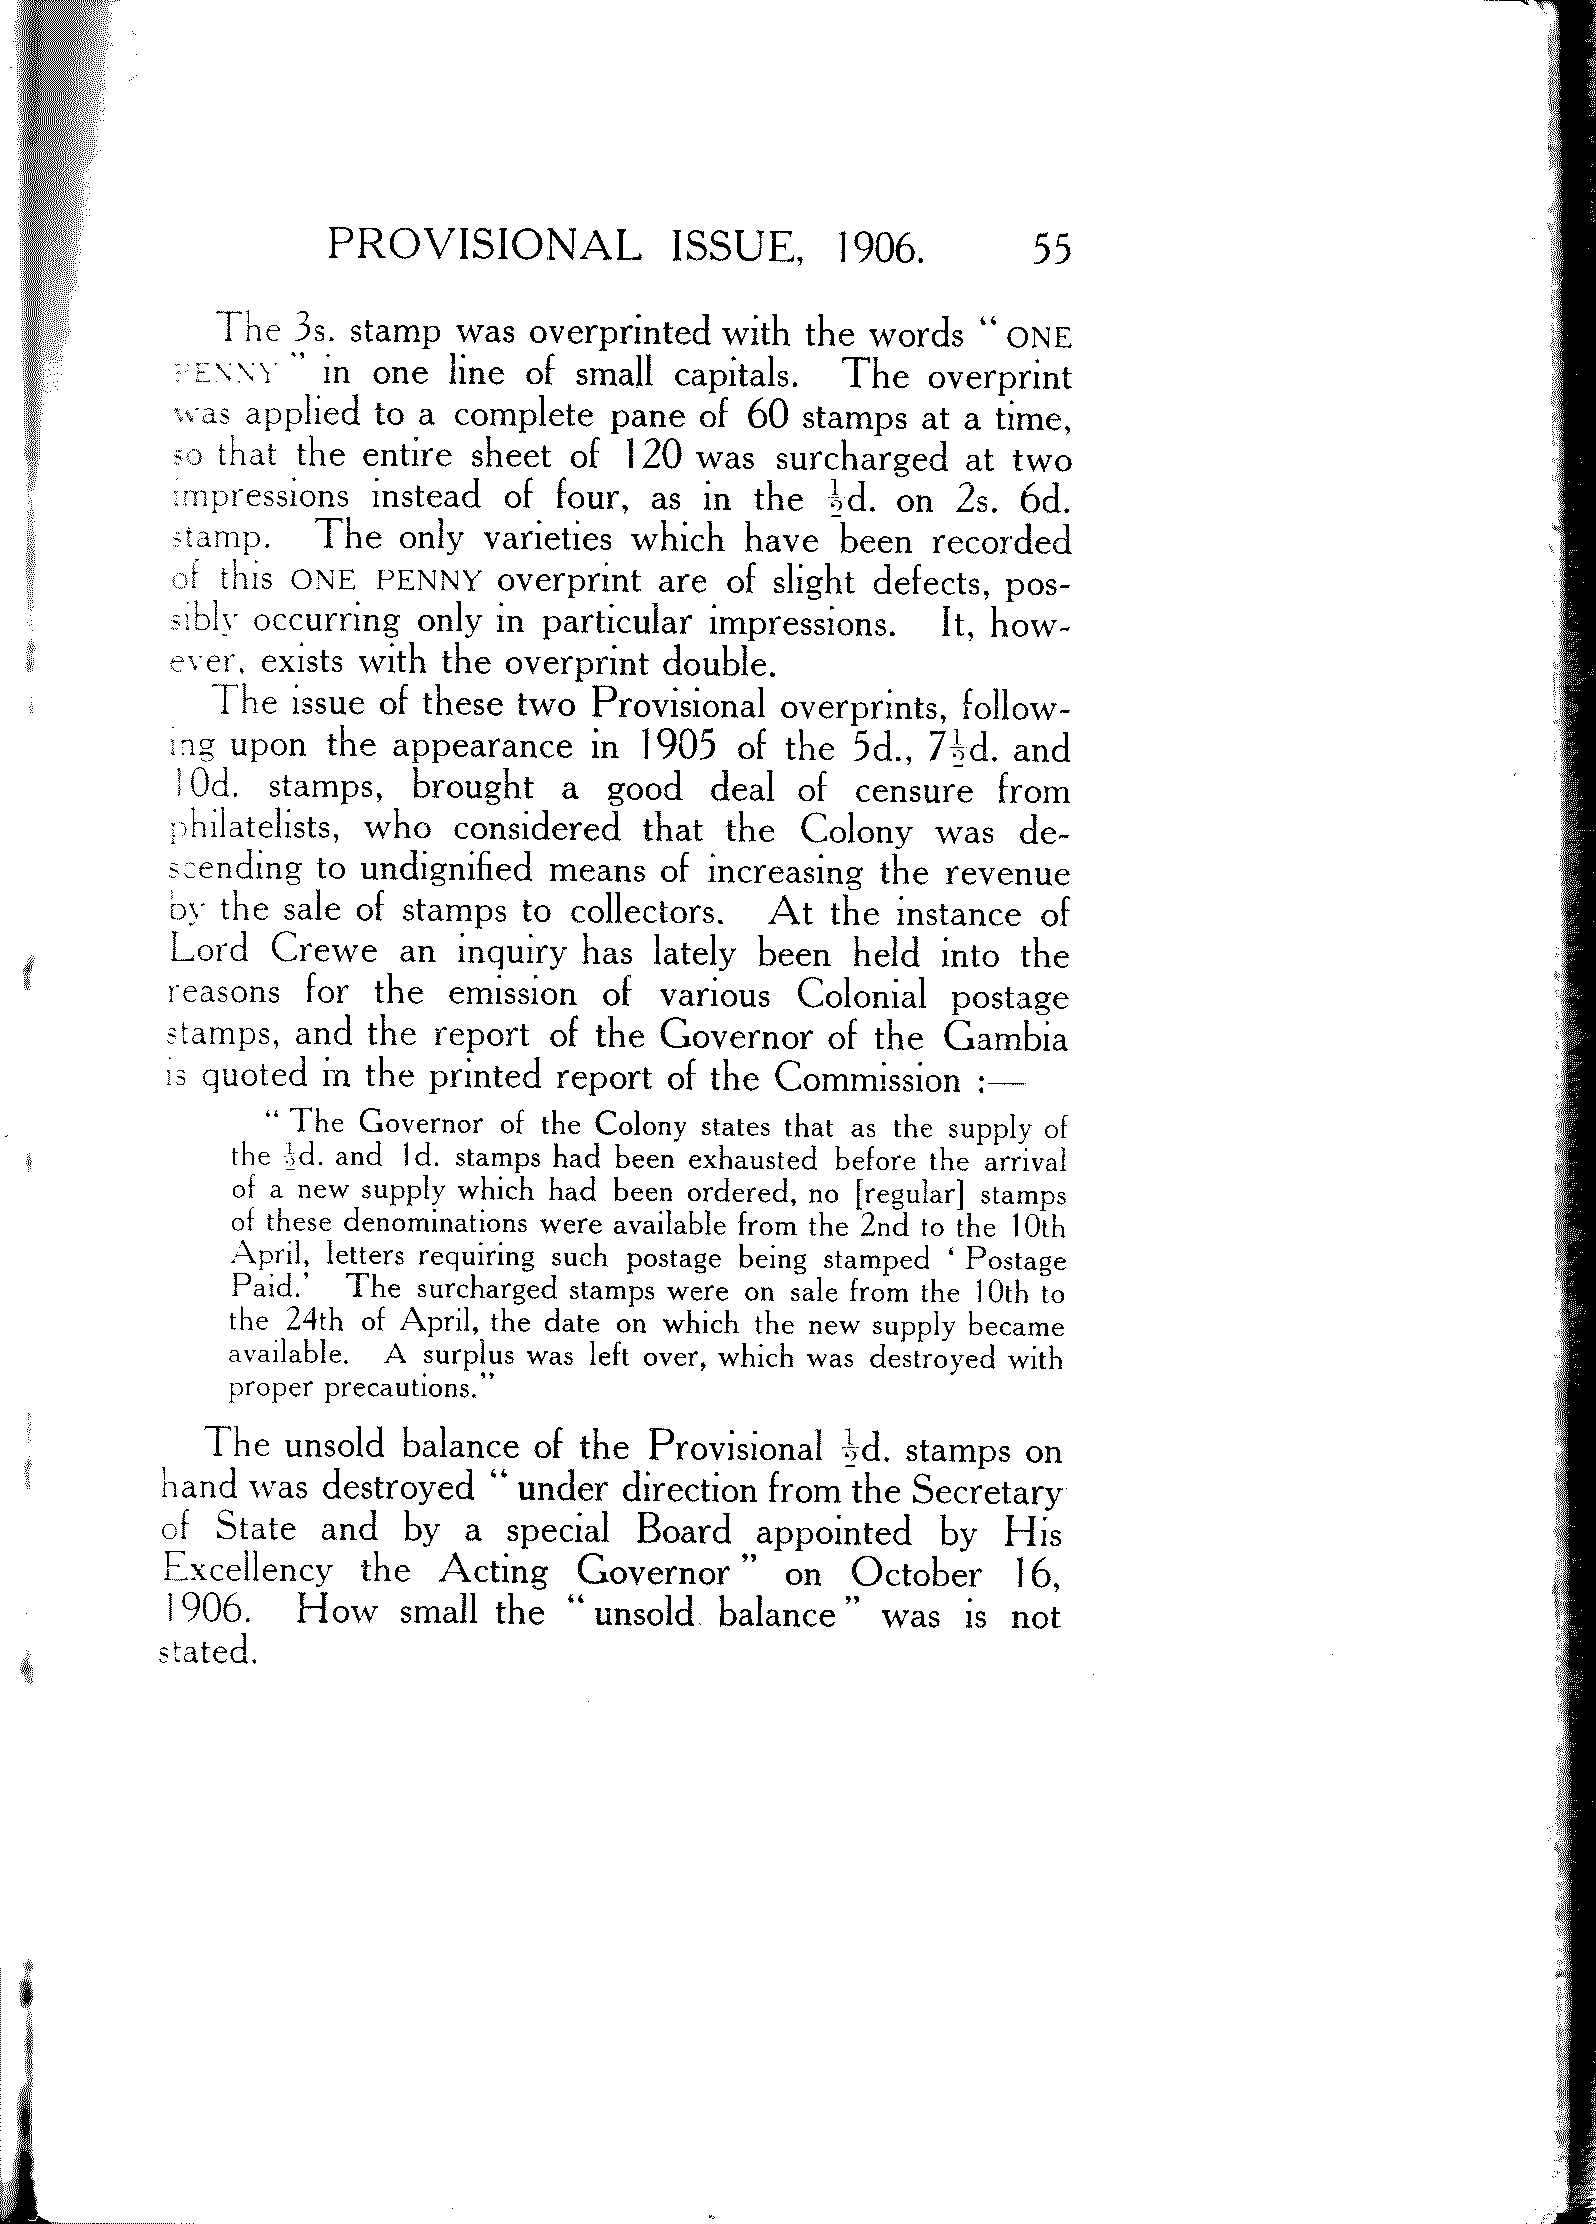 PROVISIONAL ISSUE, 1906. 55
The 3s. stamp was overprinted with the words “ ONE
PENNY ” in one line of small capitals. The overprint
was applied to a complete pane of 60 stamps at a time,
so that the entire sheet of 120 was surcharged at two
impressions instead of four, as in the ½d. on 2s. 6d.
stamp. The only varieties which have been recorded
of this ONE PENNY overprint are of slight defects, pos-
sibly occurring only in particular impressions. It, how-
ever, exists with the overprint double.
The issue of these two Provisional overprints, follow-
ing upon the appearance in 1905 of the 5d., 7½d. and
10d. stamps, brought a good deal of censure from
philatelists, who considered that the Colony was de-
scending to undignified means of increasing the revenue
by the sale of stamps to collectors. At the instance of
Lord Crewe an inquiry has lately been held into the
reasons for the emission of various Colonial postage
stamps, and the report of the Governor of the Gambia
is quoted in the printed report of the Commission :—
“ The Governor of the Colony states that as the supply of
the ½d. and 1d. stamps had been exhausted before the arrival
of a new supply which had been ordered, no [regular] stamps
of these denominations were available from the 2nd to the 10th
April, letters requiring such postage being stamped ‘ Postage
Paid.’ The surcharged stamps were on sale from the 10th to
the 24th of April, the date on which the new supply became
available. A surplus was left over, which was destroyed with
proper precautions.”
The unsold balance of the Provisional ½d. stamps on
hand was destroyed “ under direction from the Secretary
of State and by a special Board appointed by His
Excellency the Acting Governor ” on October 16,
1906. How small the “ unsold balance ” was is not
stated.